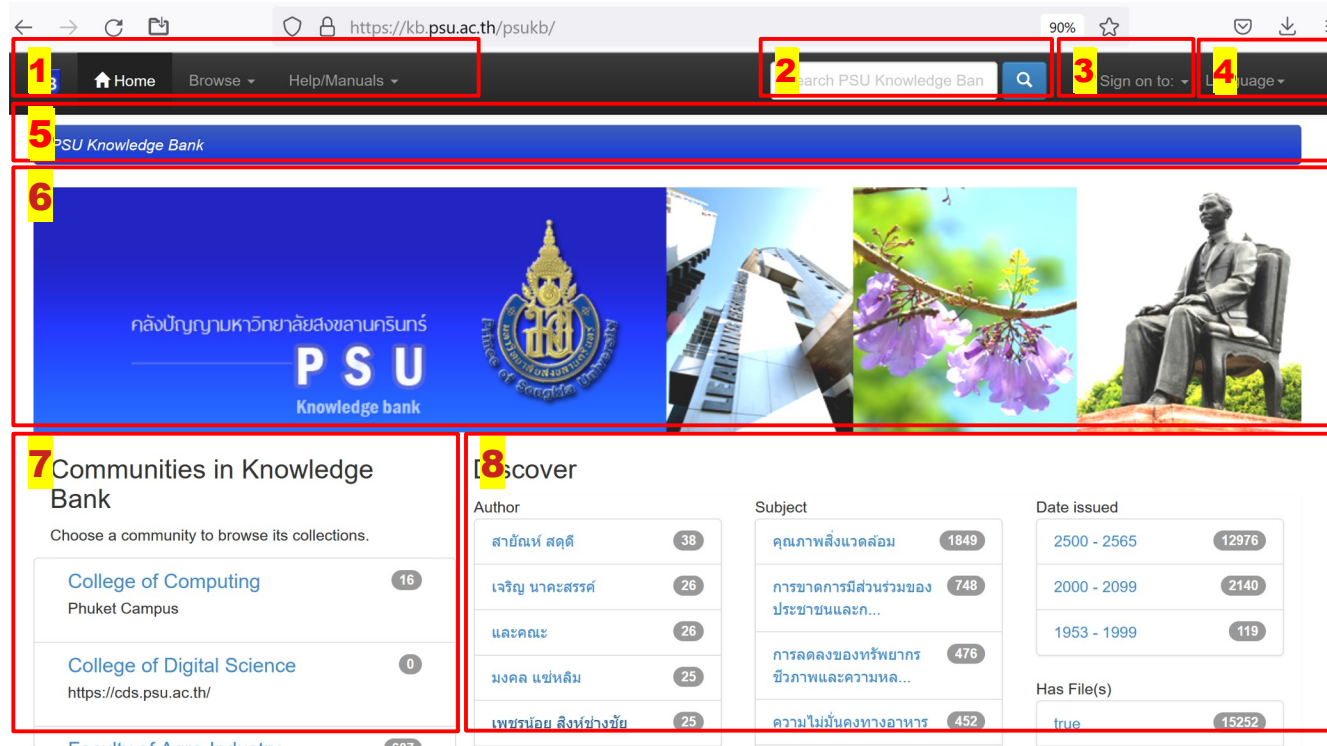 https://kb.psu.ac.th/psukb/
90%
1
Home
Browse
Help/Manuals
2
Search PSU Knowledge Ban
3
Sign on to:
4
Language
5
PSU Knowledge Bank
6
คลังปัญญามหาวิทยาลัยสงขลานครินทร์
PSU
Knowledge bank
Prince of Songkla University
7
Communities in Knowledge
Bank
Choose a community to browse its collections.
College of Computing 16
Phuket Campus
College of Digital Science 0
https://cds.psu.ac.th/
8
Discover
Author
สายัณห์ สดุดี 38
เจริญ นาคะสรรค์ 26
และคณะ 26
มงคล แซ่หลิม 25
เพชรน้อย สิงห์ช่างชัย 25
Subject
คุณภาพสิ่งแวดล้อม 1849
การขาดการมีส่วนร่วมของ 748
ประชาชนและก...
การลดลงของทรัพยากร 476
ชีวภาพและความหล...
ความไม่มั่นคงทางอาหาร 452
Date issued
2500 - 2565 12976
2000 - 2099 2140
1953 - 1999 119
Has File(s)
true 15252